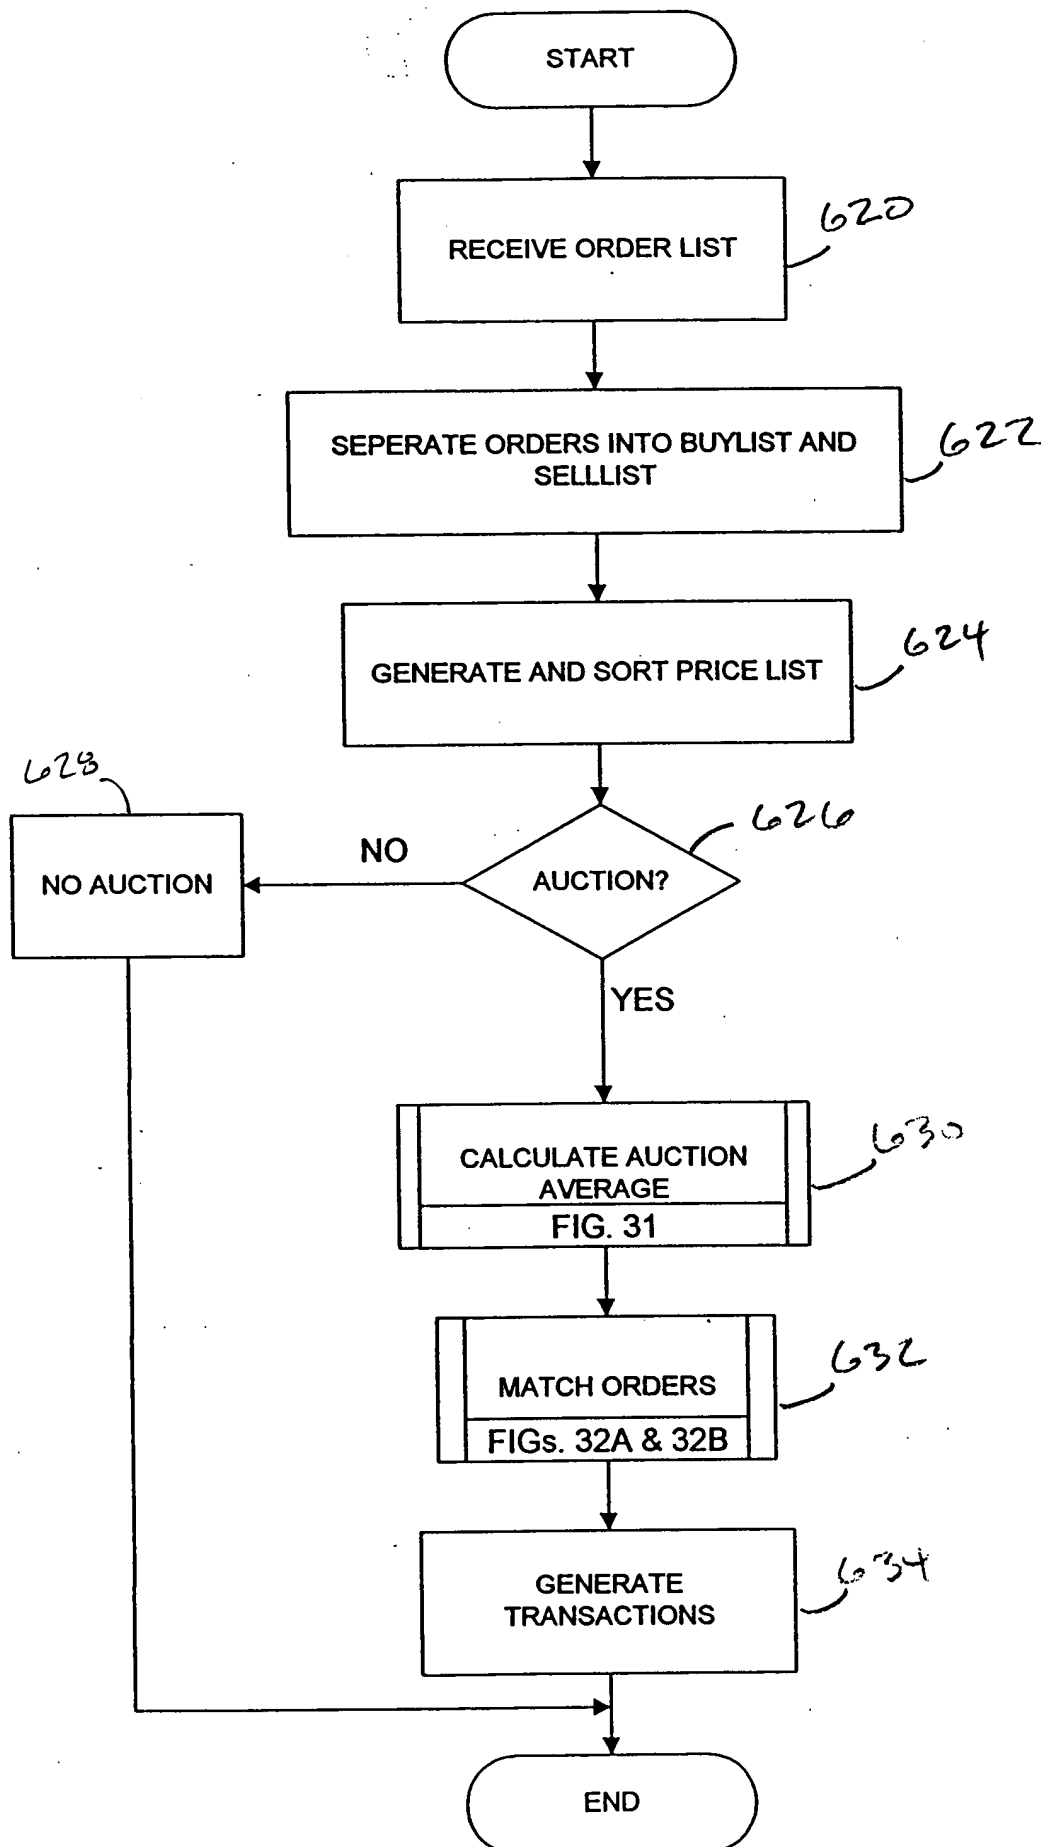 START
RECEIVE ORDER LIST
620
SEPERATE ORDERS INTO BUYLIST AND
SELLLIST
622
GENERATE AND SORT PRICE LIST
624
628
626
NO AUCTION
NO
AUCTION?
YES
CALCULATE AUCTION
AVERAGE
FIG. 31
630
MATCH ORDERS
FIGs. 32A & 32B
632
GENERATE
TRANSACTIONS
634
END